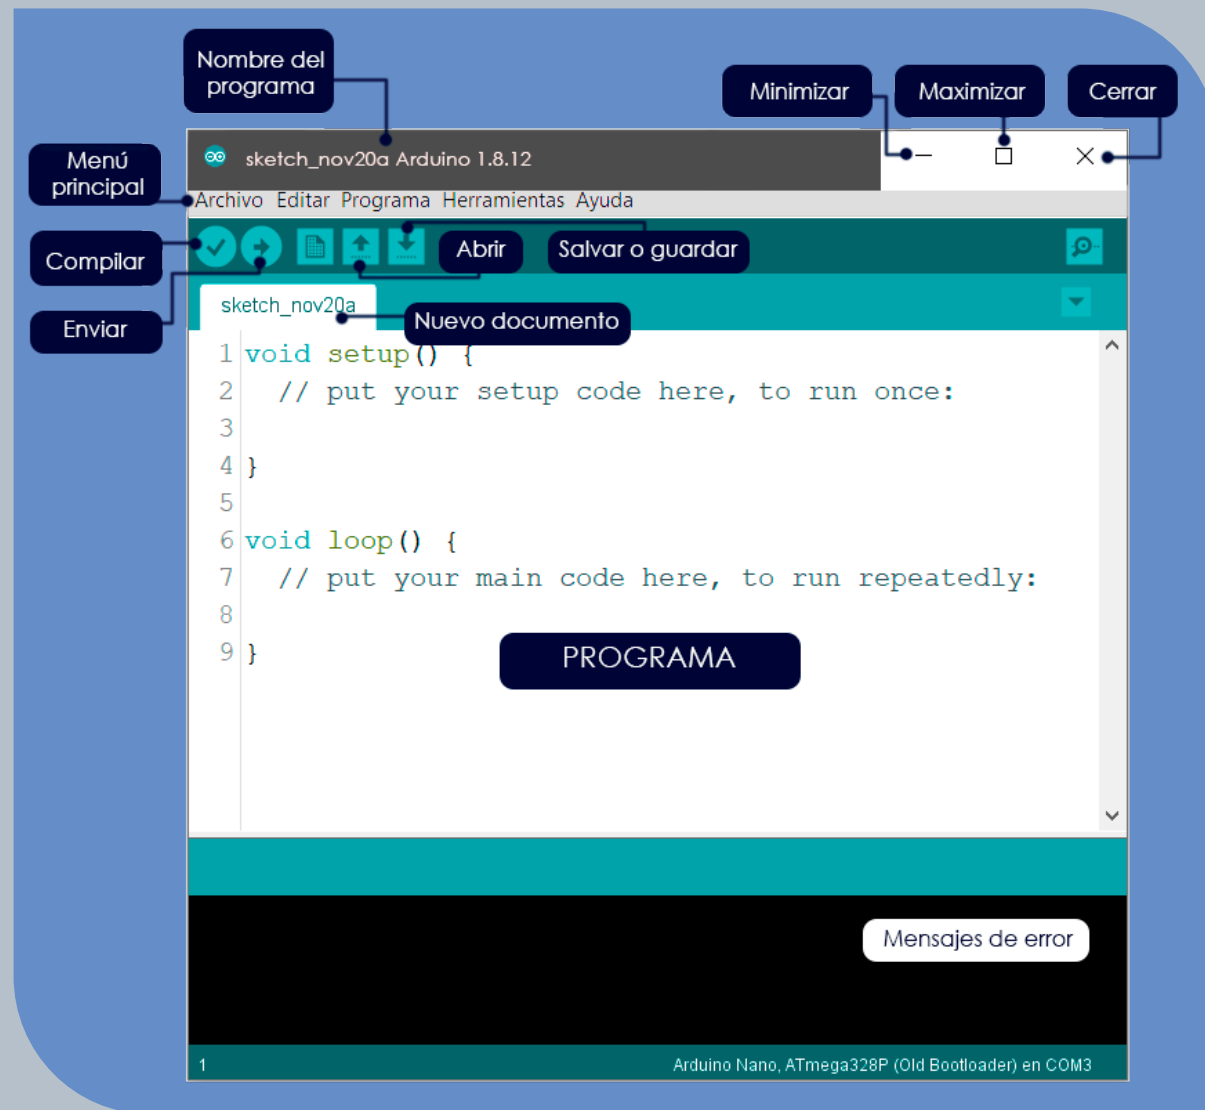 Nombre del
programa
Minimizar
Maximizar
Cerrar
Menú
principal
sketch_nov20a Arduino 1.8.12
Archivo Editar Programa Herramientas Ayuda
Compilar
Abrir
Salvar o guardar
Enviar
sketch_nov20a
Nuevo documento
1 void setup() {
2 // put your setup code here, to run once:
3
4 }
5
6 void loop() {
7 // put your main code here, to run repeatedly:
8
9 }
PROGRAMA
Mensajes de error
1
Arduino Nano, ATmega328P (Old Bootloader) en COM3